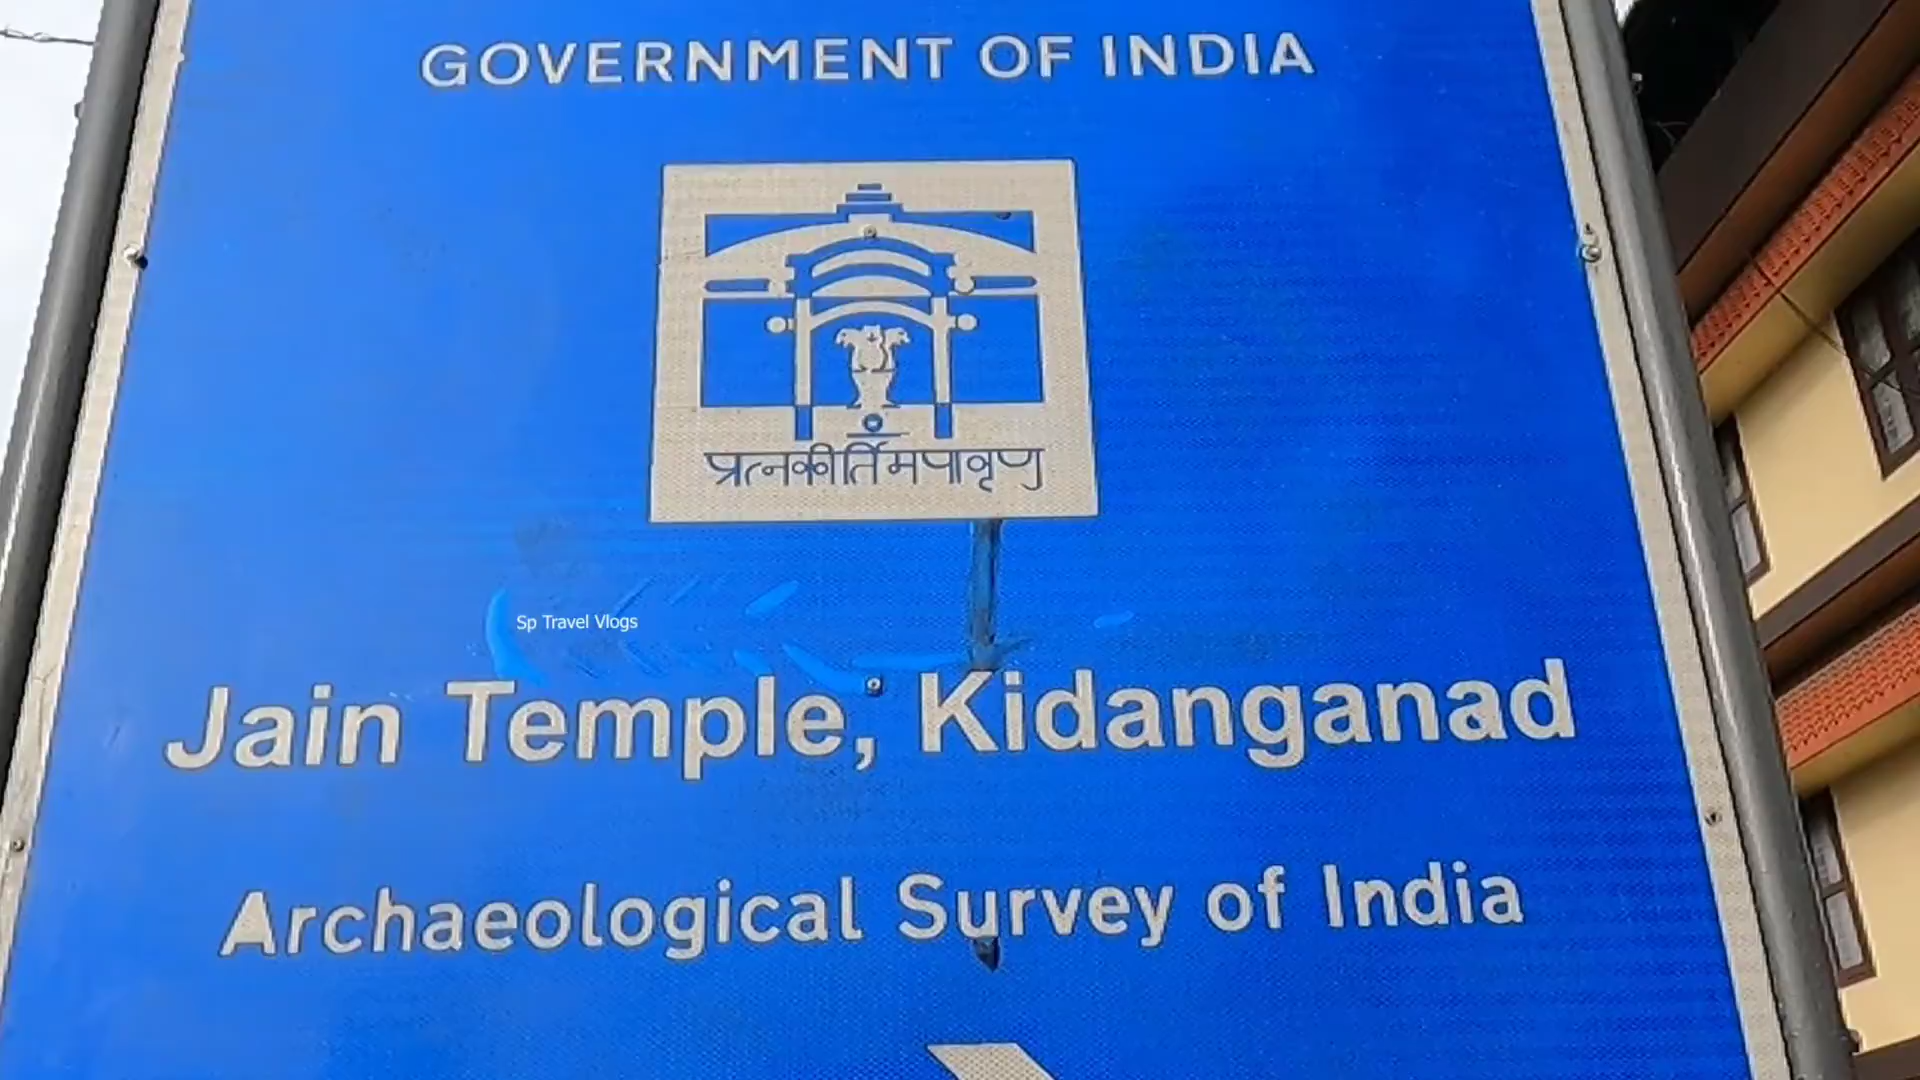 GOVERNMENT OF INDIA
प्रत्नकीर्तिमपावृणु
Sp Travel Vlogs
Jain Temple, Kidanganad
Archaeological Survey of India